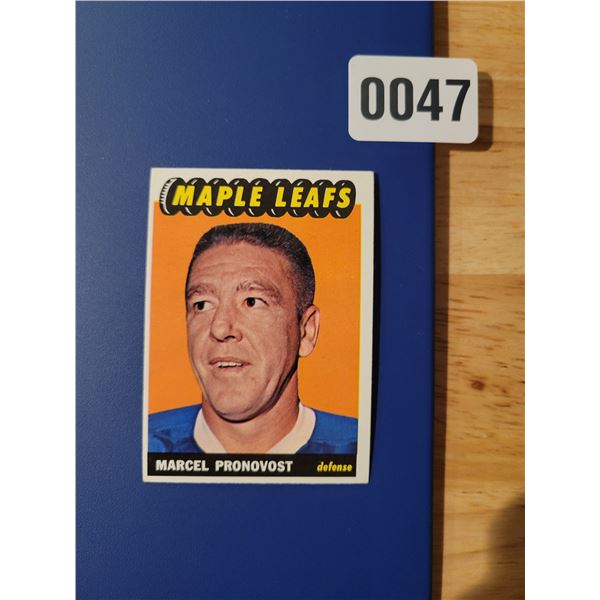 0047
MAPLE LEAFS
MARCEL PRONOVOST defense